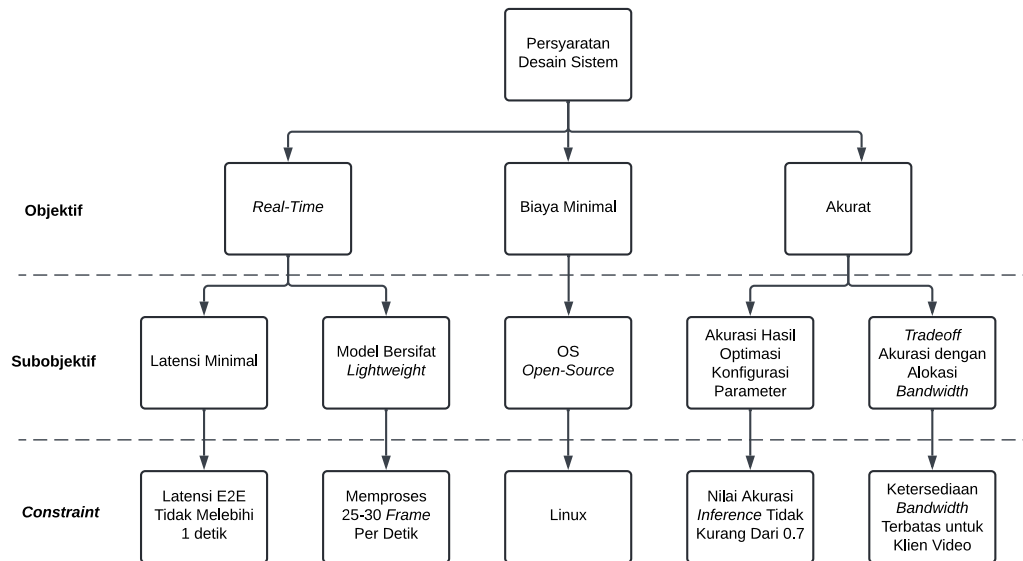 Persyaratan
Desain Sistem
Objektif
Real-Time
Biaya Minimal
Akurat
Subobjektif
Latensi Minimal
Model Bersifat
Lightweight
OS
Open-Source
Akurasi Hasil
Optimasi
Konfigurasi
Parameter
Tradeoff
Akurasi dengan
Alokasi
Bandwidth
Constraint
Latensi E2E
Tidak Melebihi
1 detik
Memproses
25-30 Frame
Per Detik
Linux
Nilai Akurasi
Inference Tidak
Kurang Dari 0.7
Ketersediaan
Bandwidth
Terbatas untuk
Klien Video